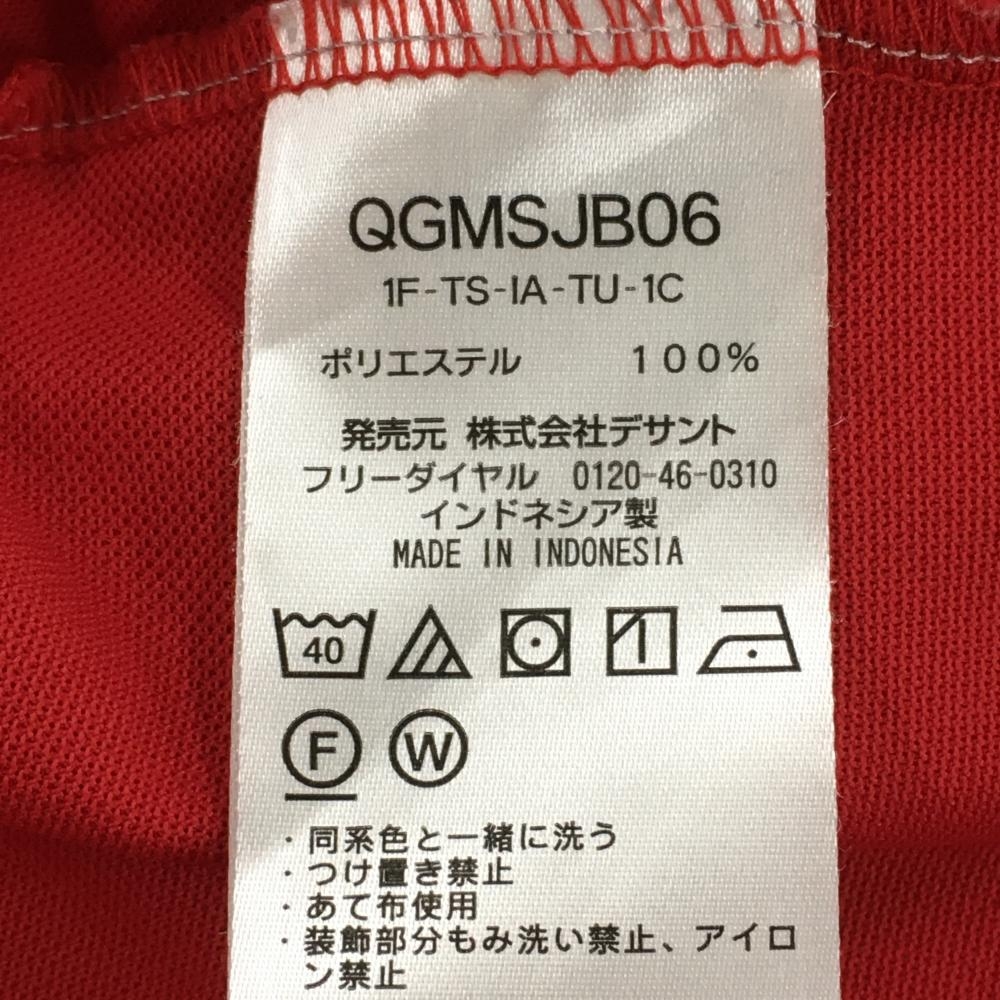 QGMSJB06
1F-TS-IA-TU-1C
ポリエステル 100%
発売元 株式会社デサント
フリーダイヤル 0120-46-0310
インドネシア製
MADE IN INDONESIA
40
F W
・同系色と一緒に洗う
・つけ置き禁止
・あて布使用
・装飾部分もみ洗い禁止、アイロ
ン禁止